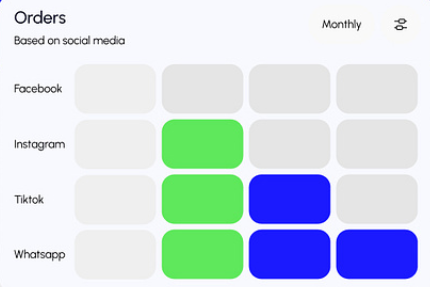 Orders
Monthly
Based on social media
Facebook
Instagram
Tiktok
Whatsapp